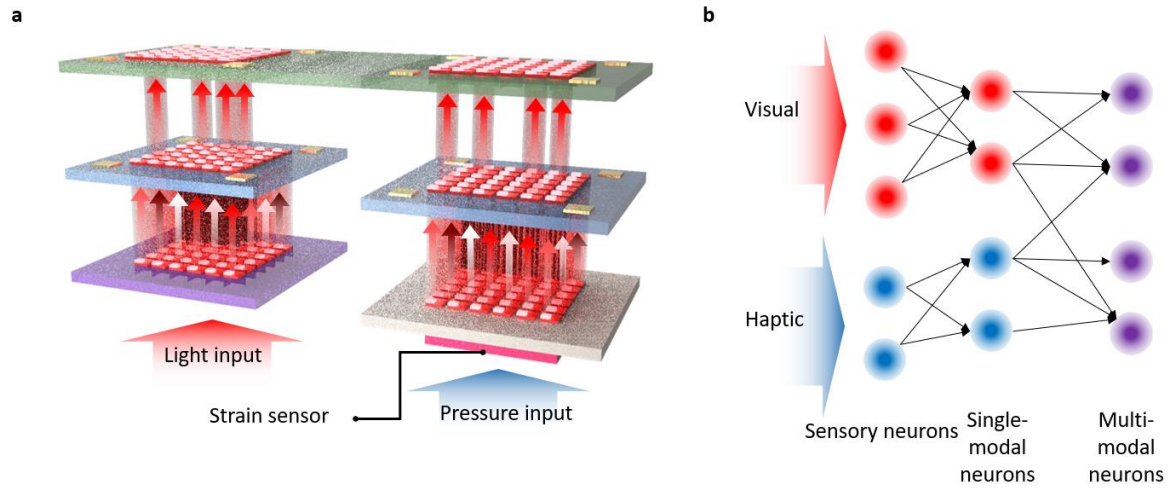 a
Light input
Strain sensor
Pressure input
b
Visual
Haptic
Sensory neurons
Single-
modal
neurons
Multi-
modal
neurons